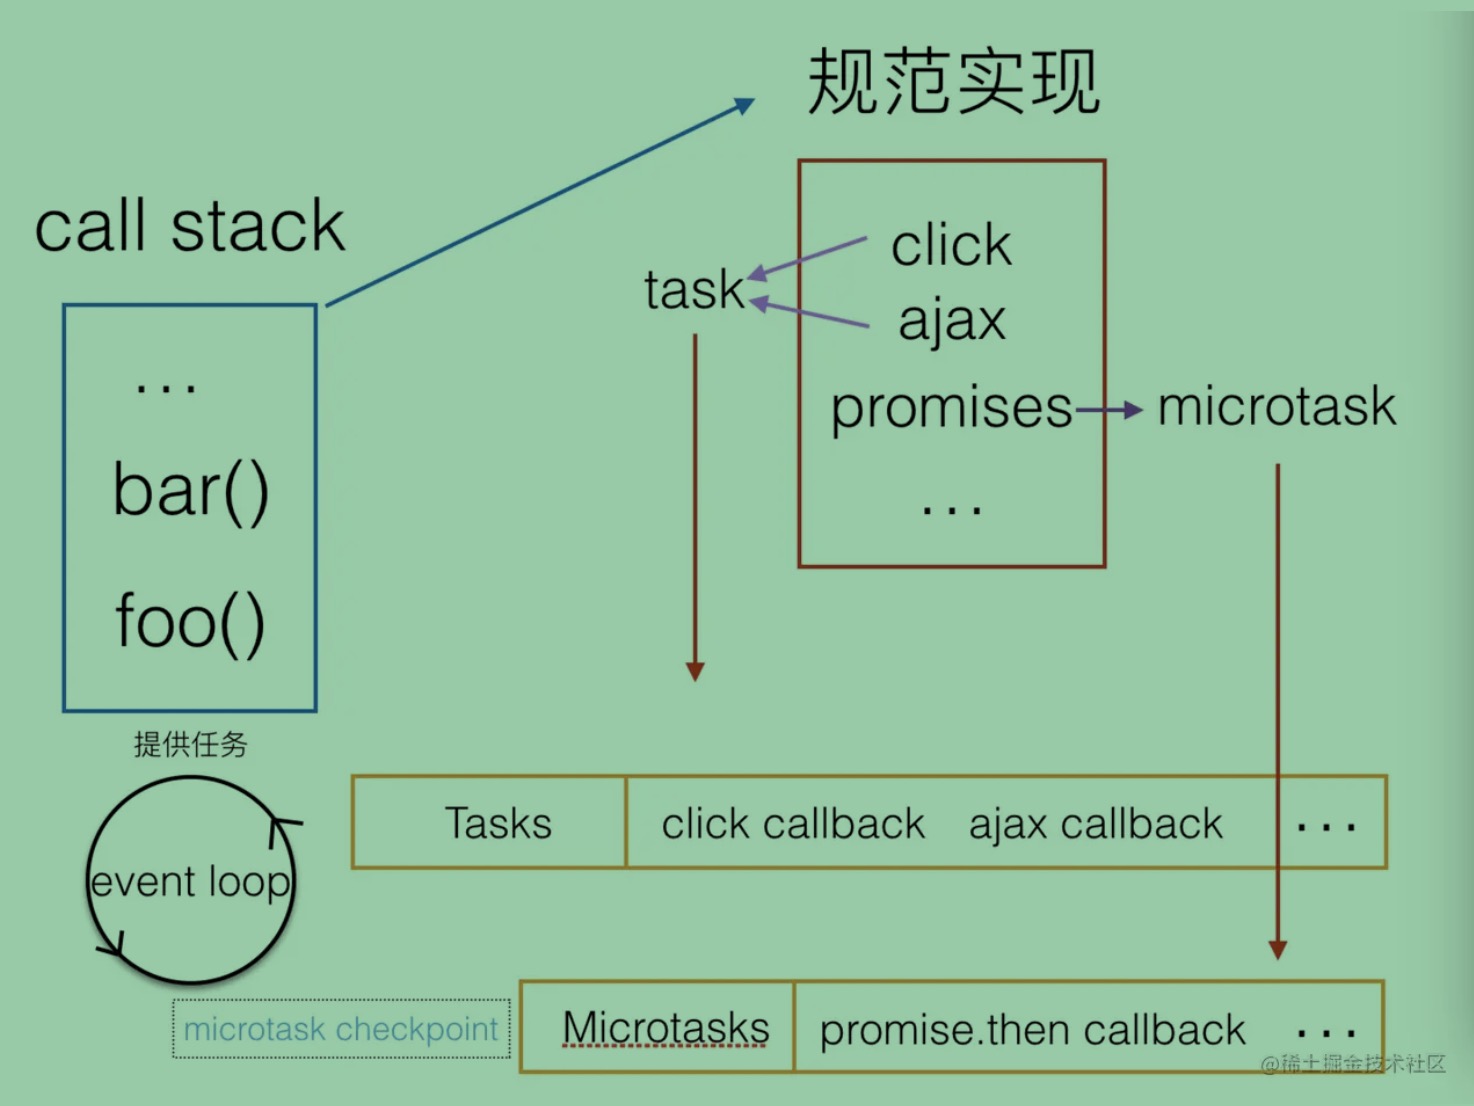 规范实现
call stack
click
task
ajax
...
promises
microtask
bar()
...
foo()
提供任务
Tasks
click callback
ajax callback
...
event loop
microtask checkpoint
Microtasks
promise.then callback
...
@稀土掘金技术社区